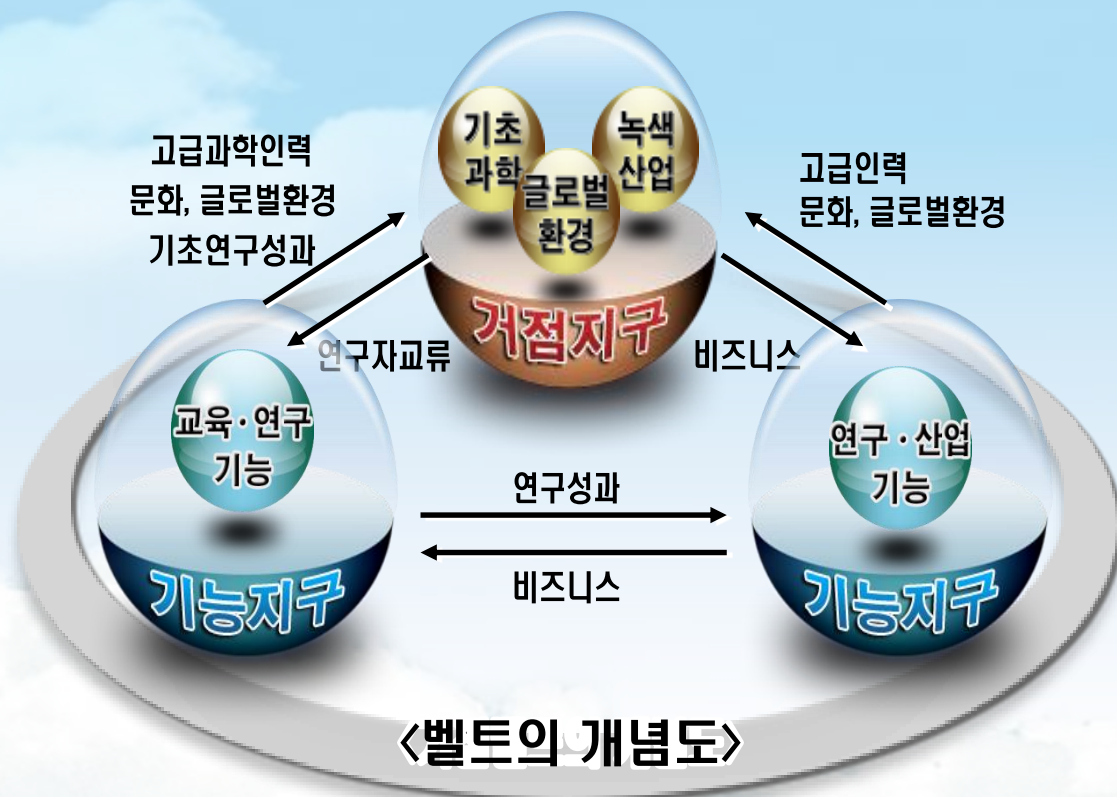 기초
과학
녹색
산업
글로벌
환경
거점지구
고급과학인력
문화, 글로벌환경
기초연구성과
고급인력
문화, 글로벌환경
연구자교류
비즈니스
교육·연구
기능
기능지구
연구성과
비즈니스
연구·산업
기능
기능지구
<벨트의 개념도>